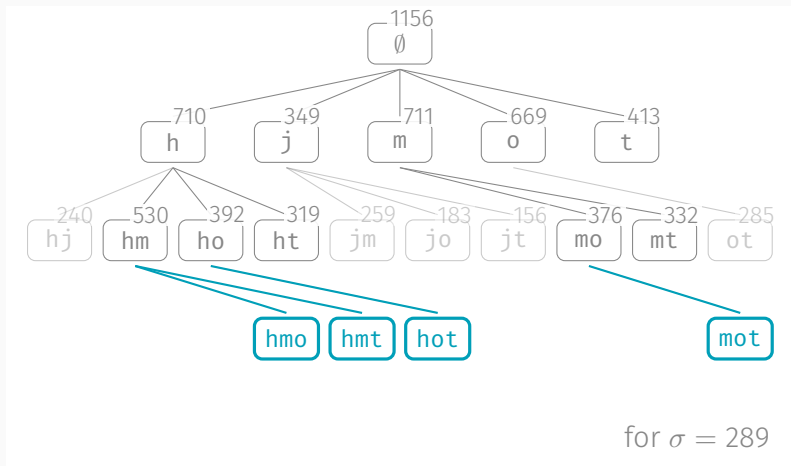 1156
∅
710 349 711 669 413
h j m o t
240 530 392 319 259 183 156 376 332 285
hj hm ho ht jm jo jt mo mt ot
hmo hmt hot mot
for σ = 289